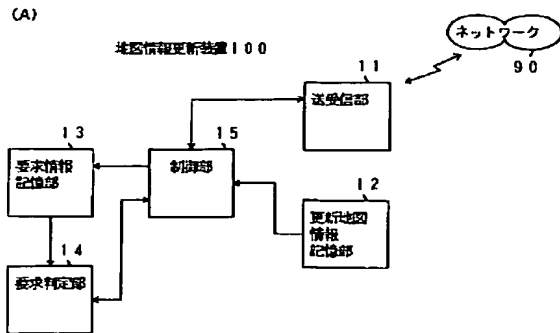 (A)
地図情報更新装置100
ネットワーク
90
11
送受信部
13
要求情報
記憶部
15
制御部
12
更新地図
情報
記憶部
14
要求判定部